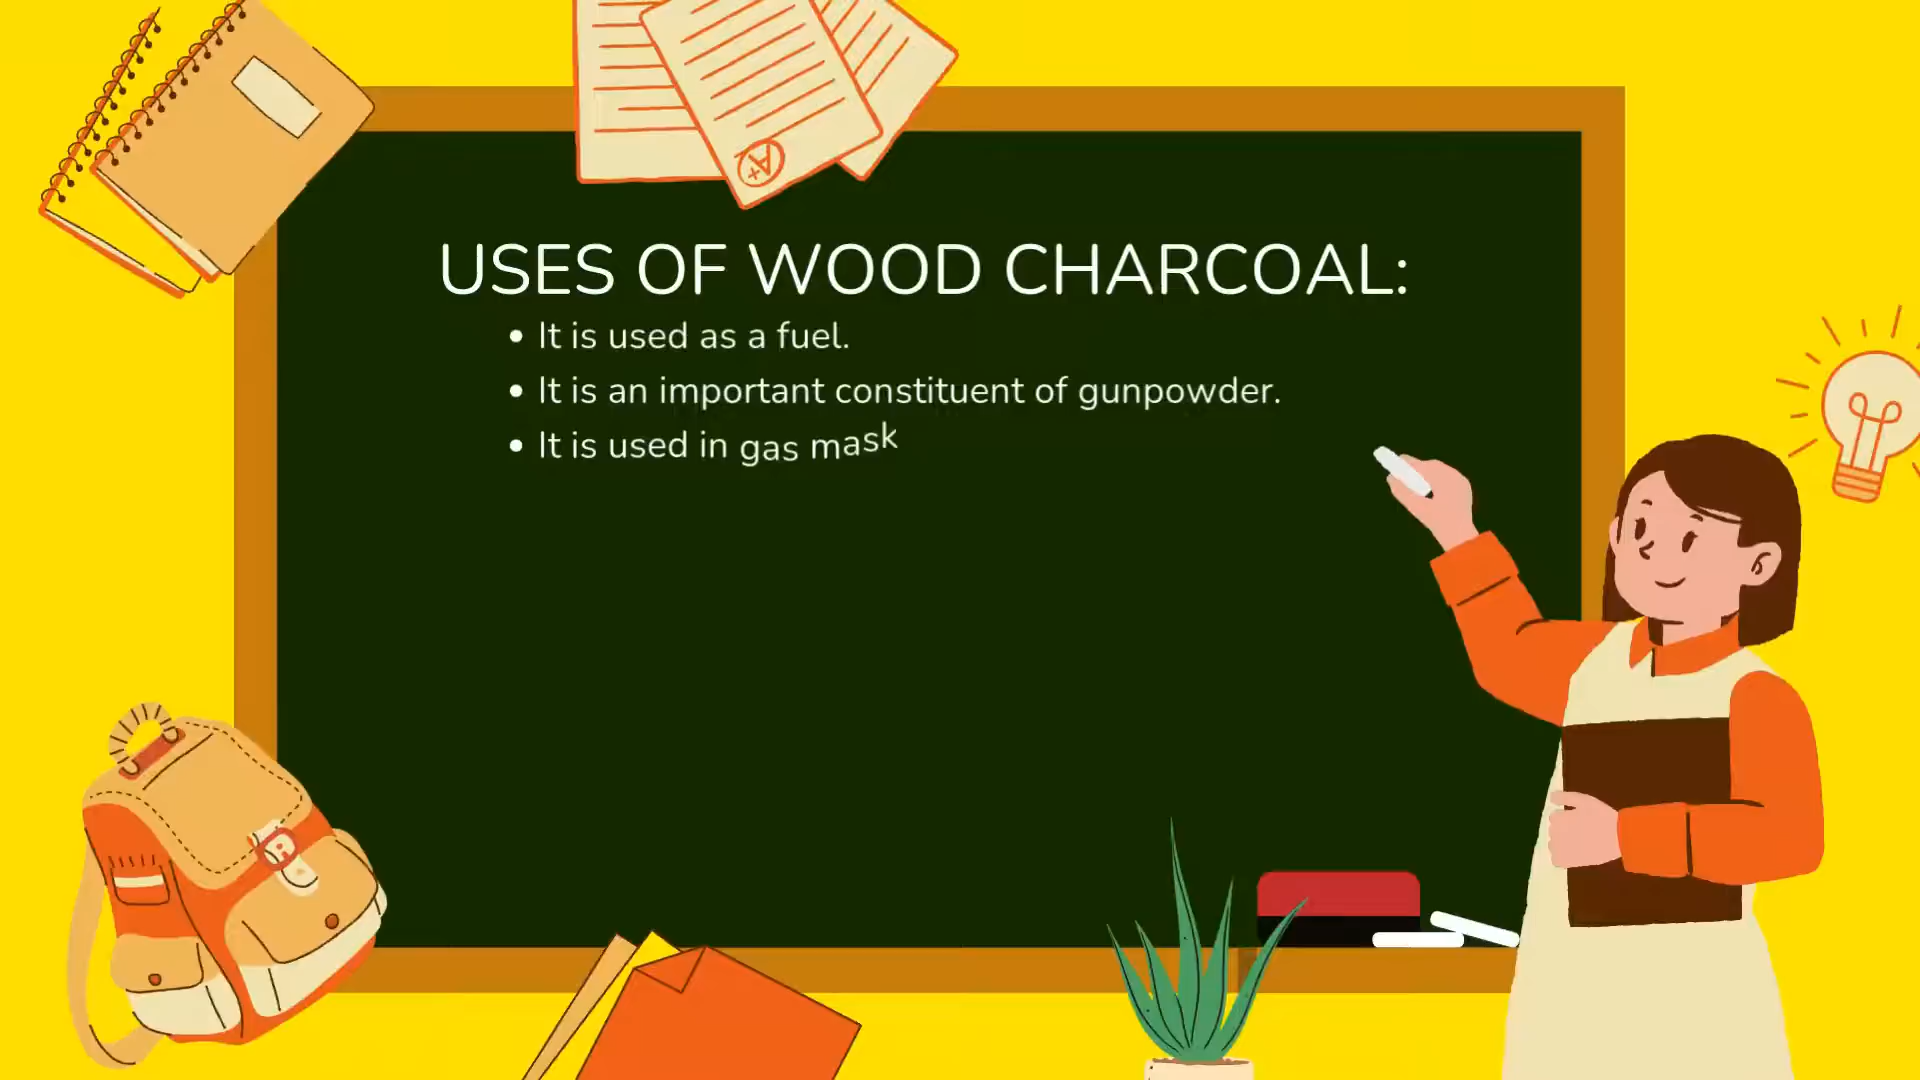 A+
USES OF WOOD CHARCOAL:
• It is used as a fuel.
• It is an important constituent of gunpowder.
• It is used in gas mask